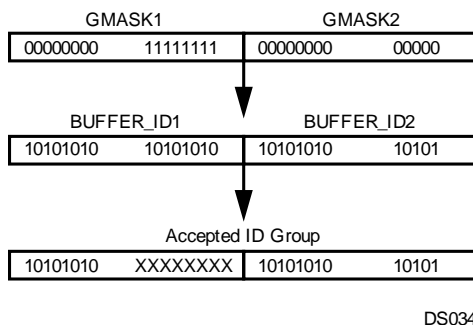 GMASK1 GMASK2
00000000 11111111 00000000 00000
BUFFER_ID1 BUFFER_ID2
10101010 10101010 10101010 10101
Accepted ID Group
10101010 XXXXXXXX 10101010 10101
DS034